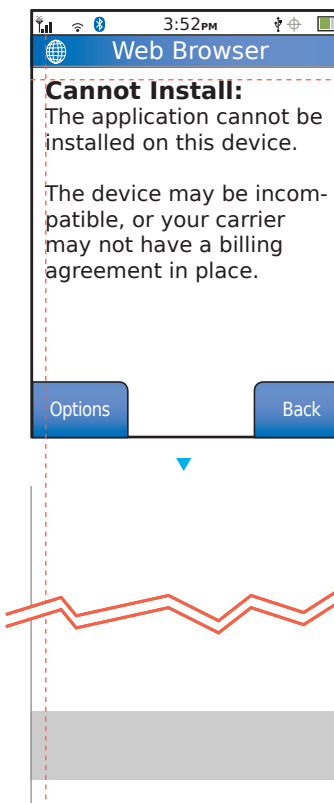 3:52PM
Web Browser
Cannot Install:
The application cannot be
installed on this device.
The device may be incom-
patible, or your carrier
may not have a billing
agreement in place.
Options
Back